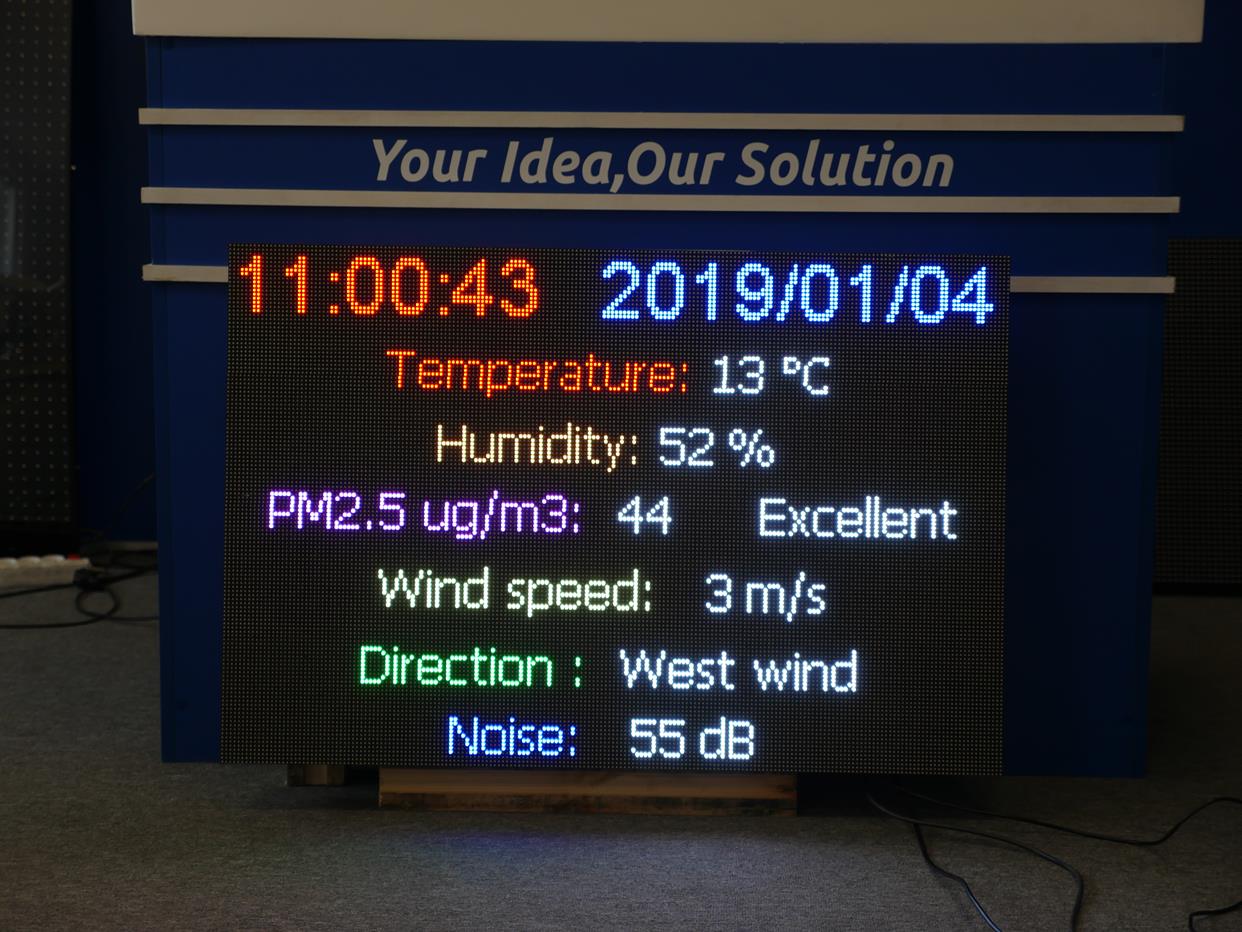 Your Idea,Our Solution
11:00:43 2019/01/04
Temperature: 13 °C
Humidity: 52 %
PM2.5 ug/m3: 44 Excellent
Wind speed: 3 m/s
Direction : West wind
Noise: 55 dB